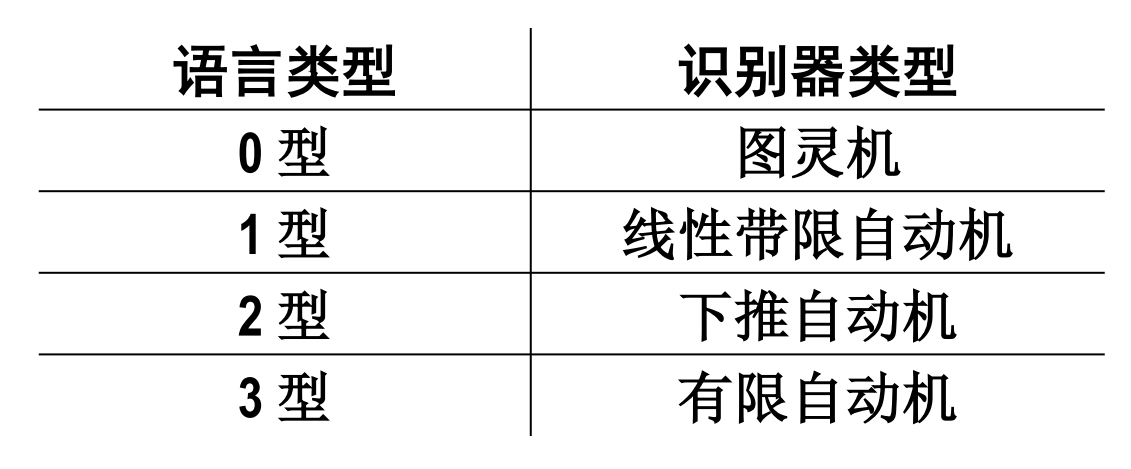 语言类型 识别器类型
0 型 图灵机
1 型 线性带限自动机
2 型 下推自动机
3 型 有限自动机